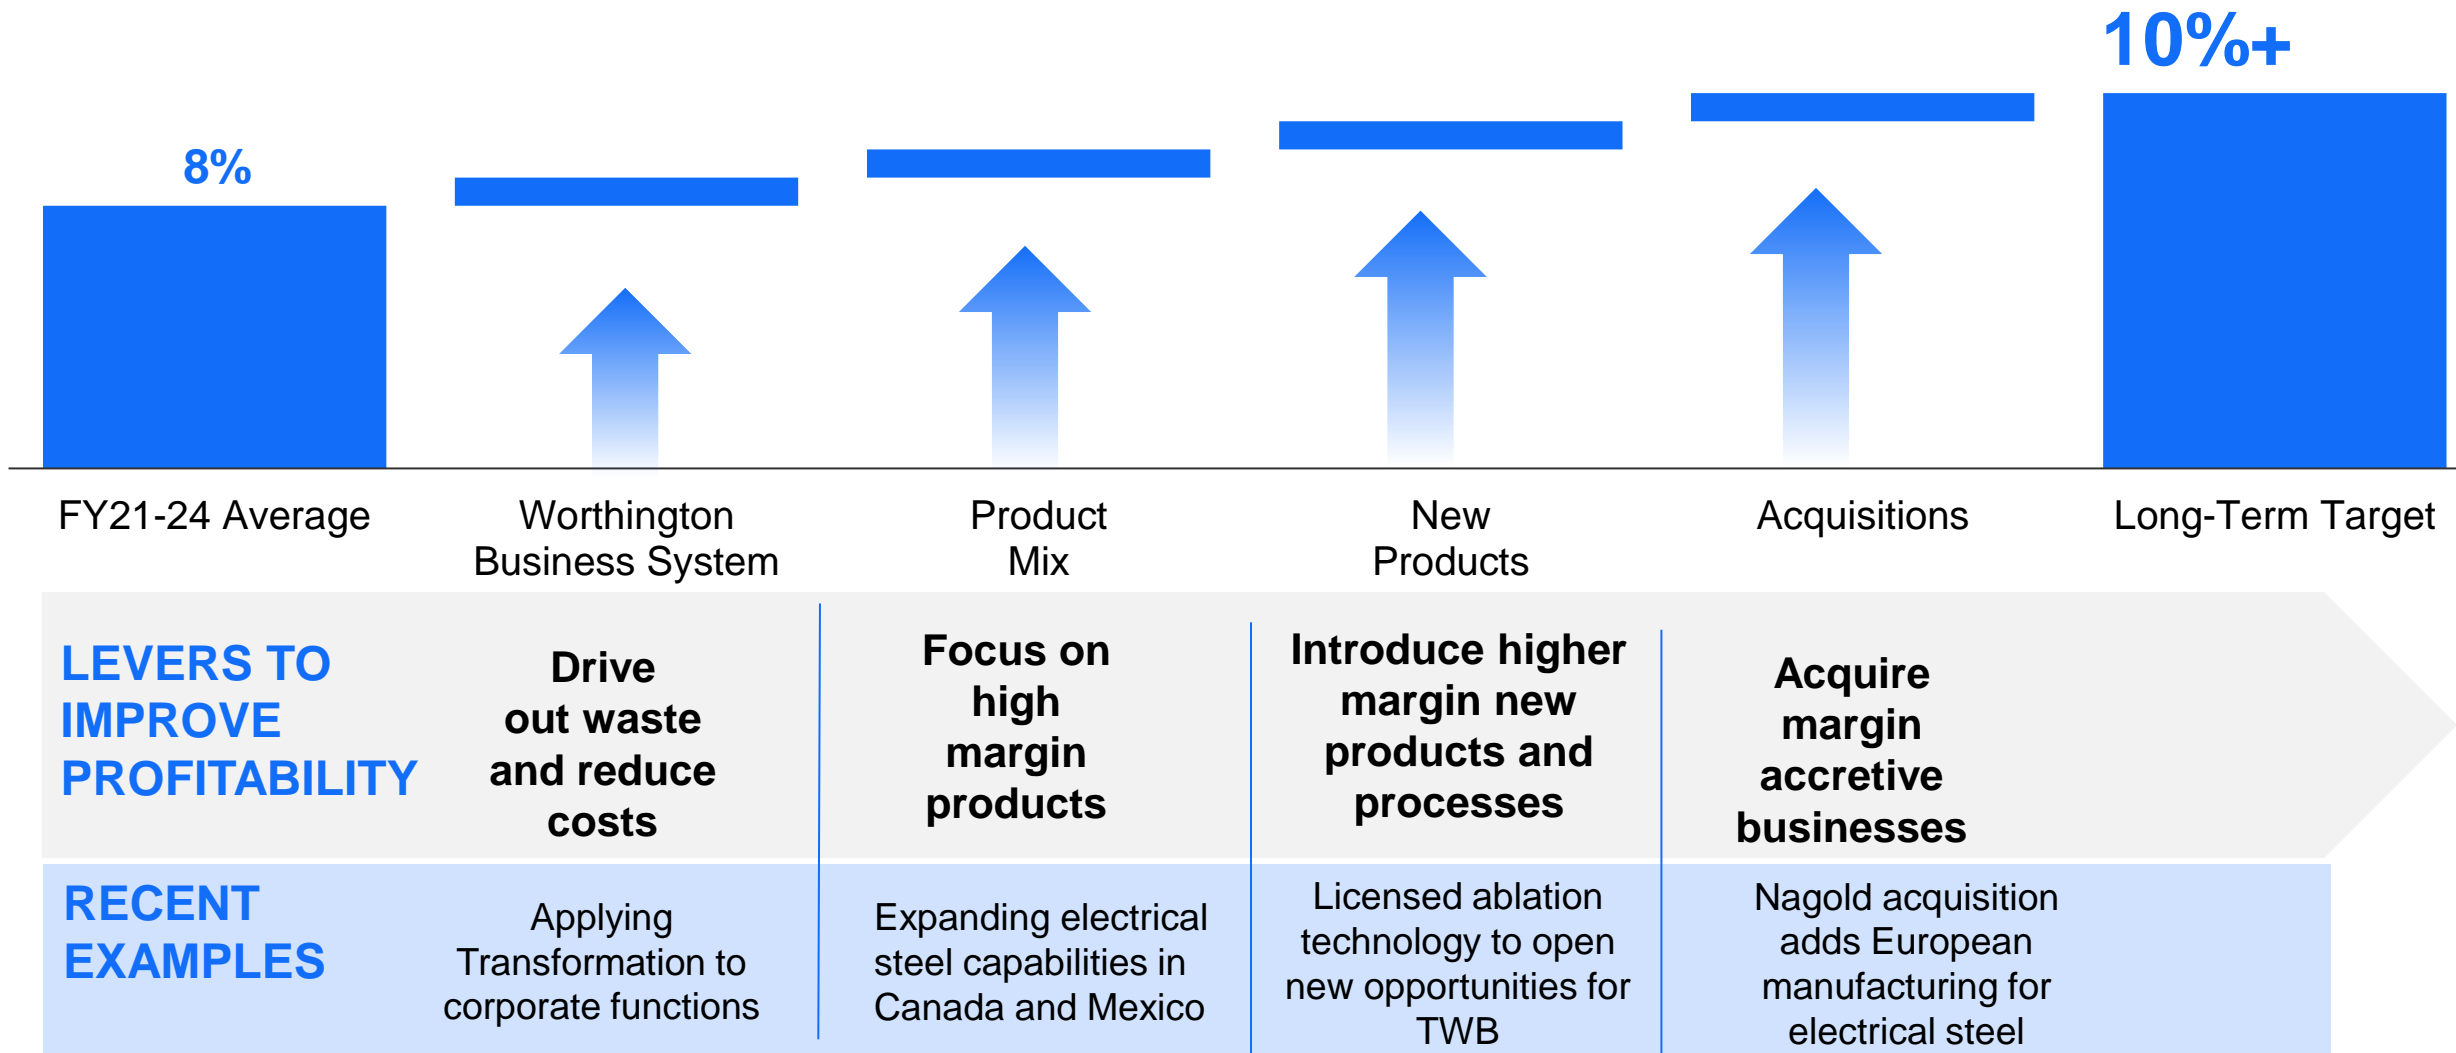 10%+
8%
FY21-24 Average
Worthington
Business System
Product
Mix
New
Products
Acquisitions
Long-Term Target
LEVERS TO
IMPROVE
PROFITABILITY
Drive
out waste
and reduce
costs
Focus on
high
margin
products
Introduce higher
margin new
products and
processes
Acquire
margin
accretive
businesses
RECENT
EXAMPLES
Applying
Transformation to
corporate functions
Expanding electrical
steel capabilities in
Canada and Mexico
Licensed ablation
technology to open
new opportunities for
TWB
Nagold acquisition
adds European
manufacturing for
electrical steel